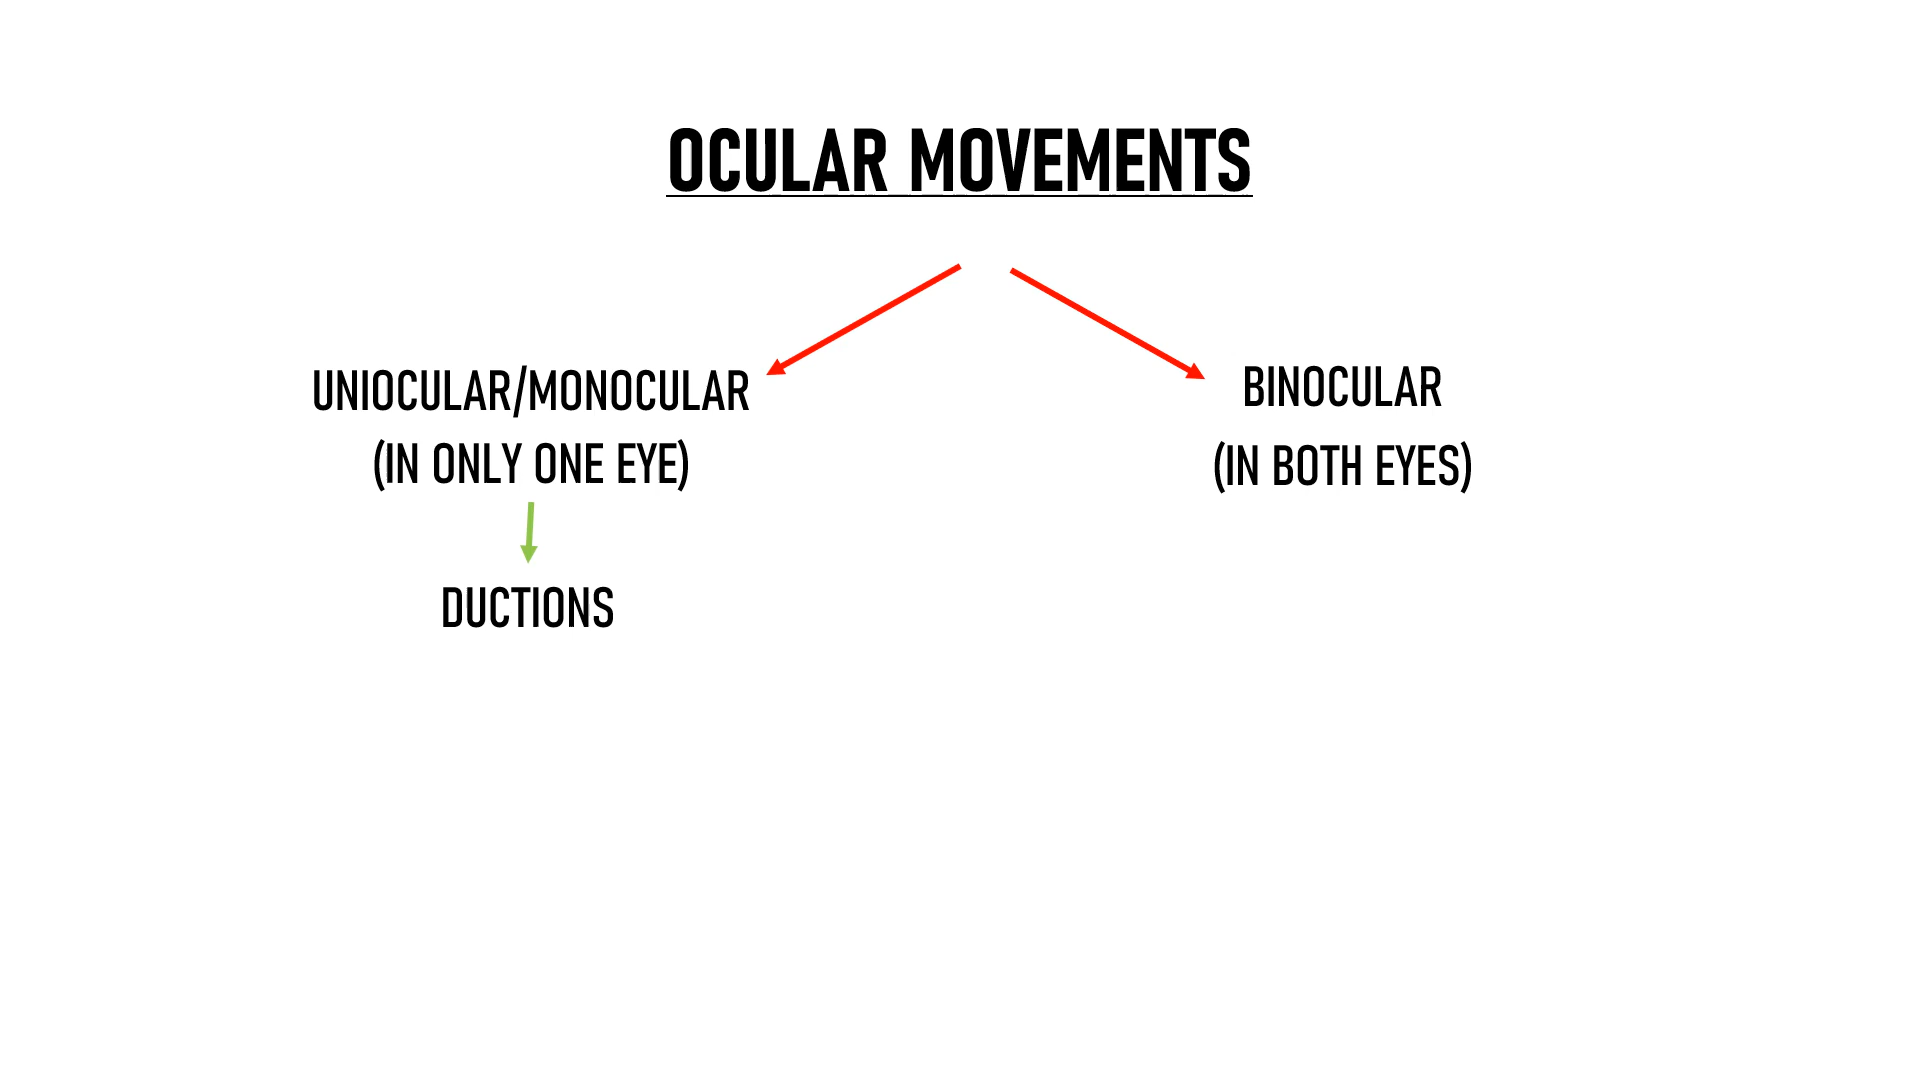 OCULAR MOVEMENTS
UNIOCULAR/MONOCULAR
(IN ONLY ONE EYE)
DUCTIONS
BINOCULAR
(IN BOTH EYES)